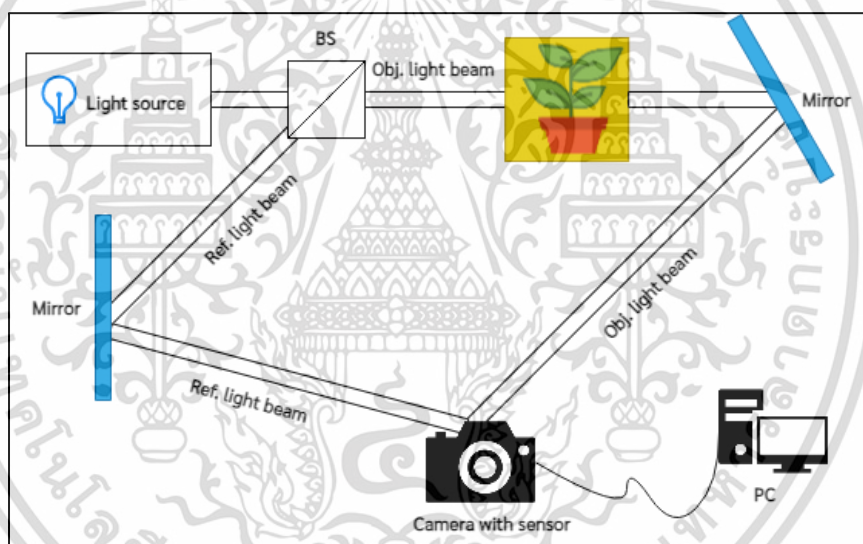 BS
Obj. light beam
Light source
Mirror
Ref. light beam
Obj. light beam
Mirror
Ref. light beam
PC
Camera with sensor